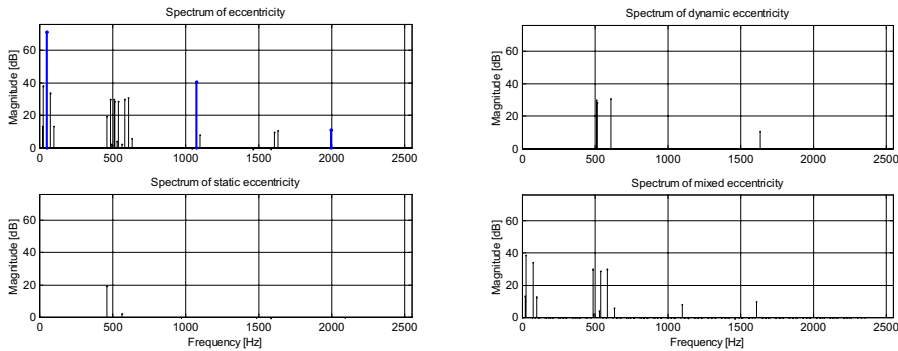 Spectrum of eccentricity
Magnitude [dB]
60
40
20
0
0 500 1000 1500 2000 2500
Spectrum of dynamic eccentricity
Magnitude [dB]
60
40
20
0
0 500 1000 1500 2000 2500
Spectrum of static eccentricity
Magnitude [dB]
60
40
20
0
0 500 1000 1500 2000 2500
Frequency [Hz]
Spectrum of mixed eccentricity
Magnitude [dB]
60
40
20
0
0 500 1000 1500 2000 2500
Frequency [Hz]